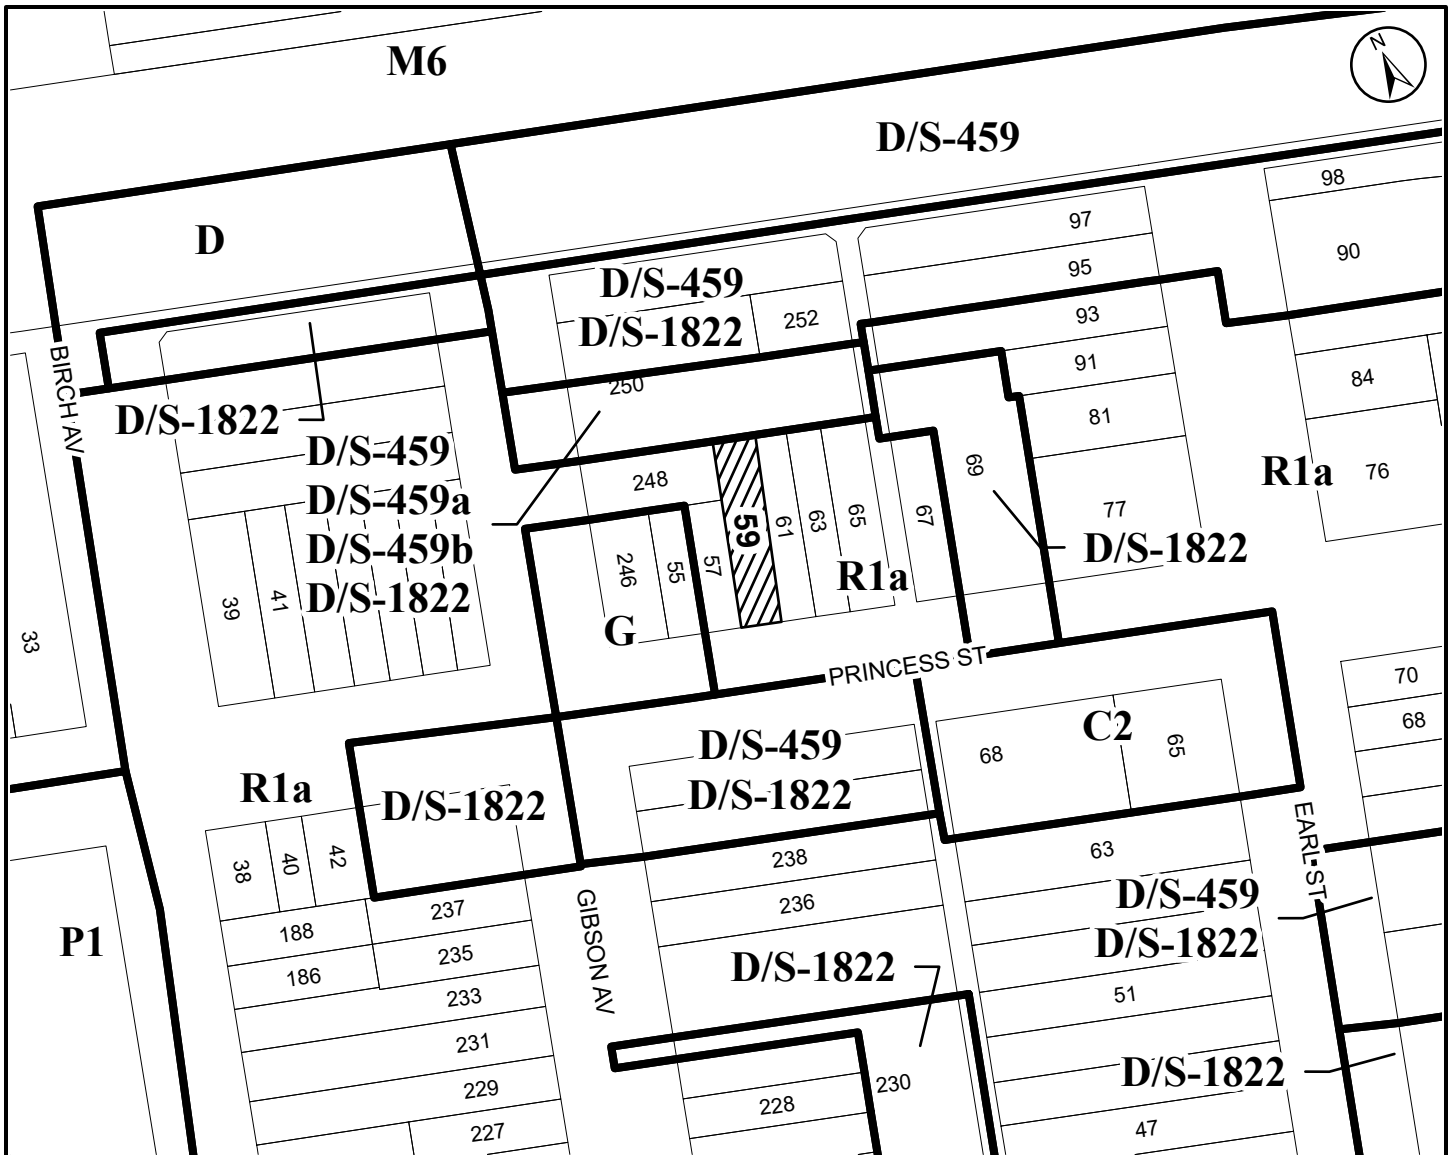 M6
N
D/S-459
98
97
D
90
95
D/S-459
D/S-1822
252
93
BIRCH AV
250
91
84
D/S-1822
81
D/S-459
D/S-459a
D/S-459b
D/S-1822
R1a
76
69
248
77
67
65
63
61
59
57
55
246
D/S-1822
R1a
39
41
33
G
PRINCESS ST
70
68
C2
68
65
D/S-459
D/S-1822
R1a
D/S-1822
EARL ST
38
40
42
238
63
236
237
188
235
186
233
D/S-459
D/S-1822
P1
GIBSON AV
D/S-1822
51
231
229
230
D/S-1822
228
227
47